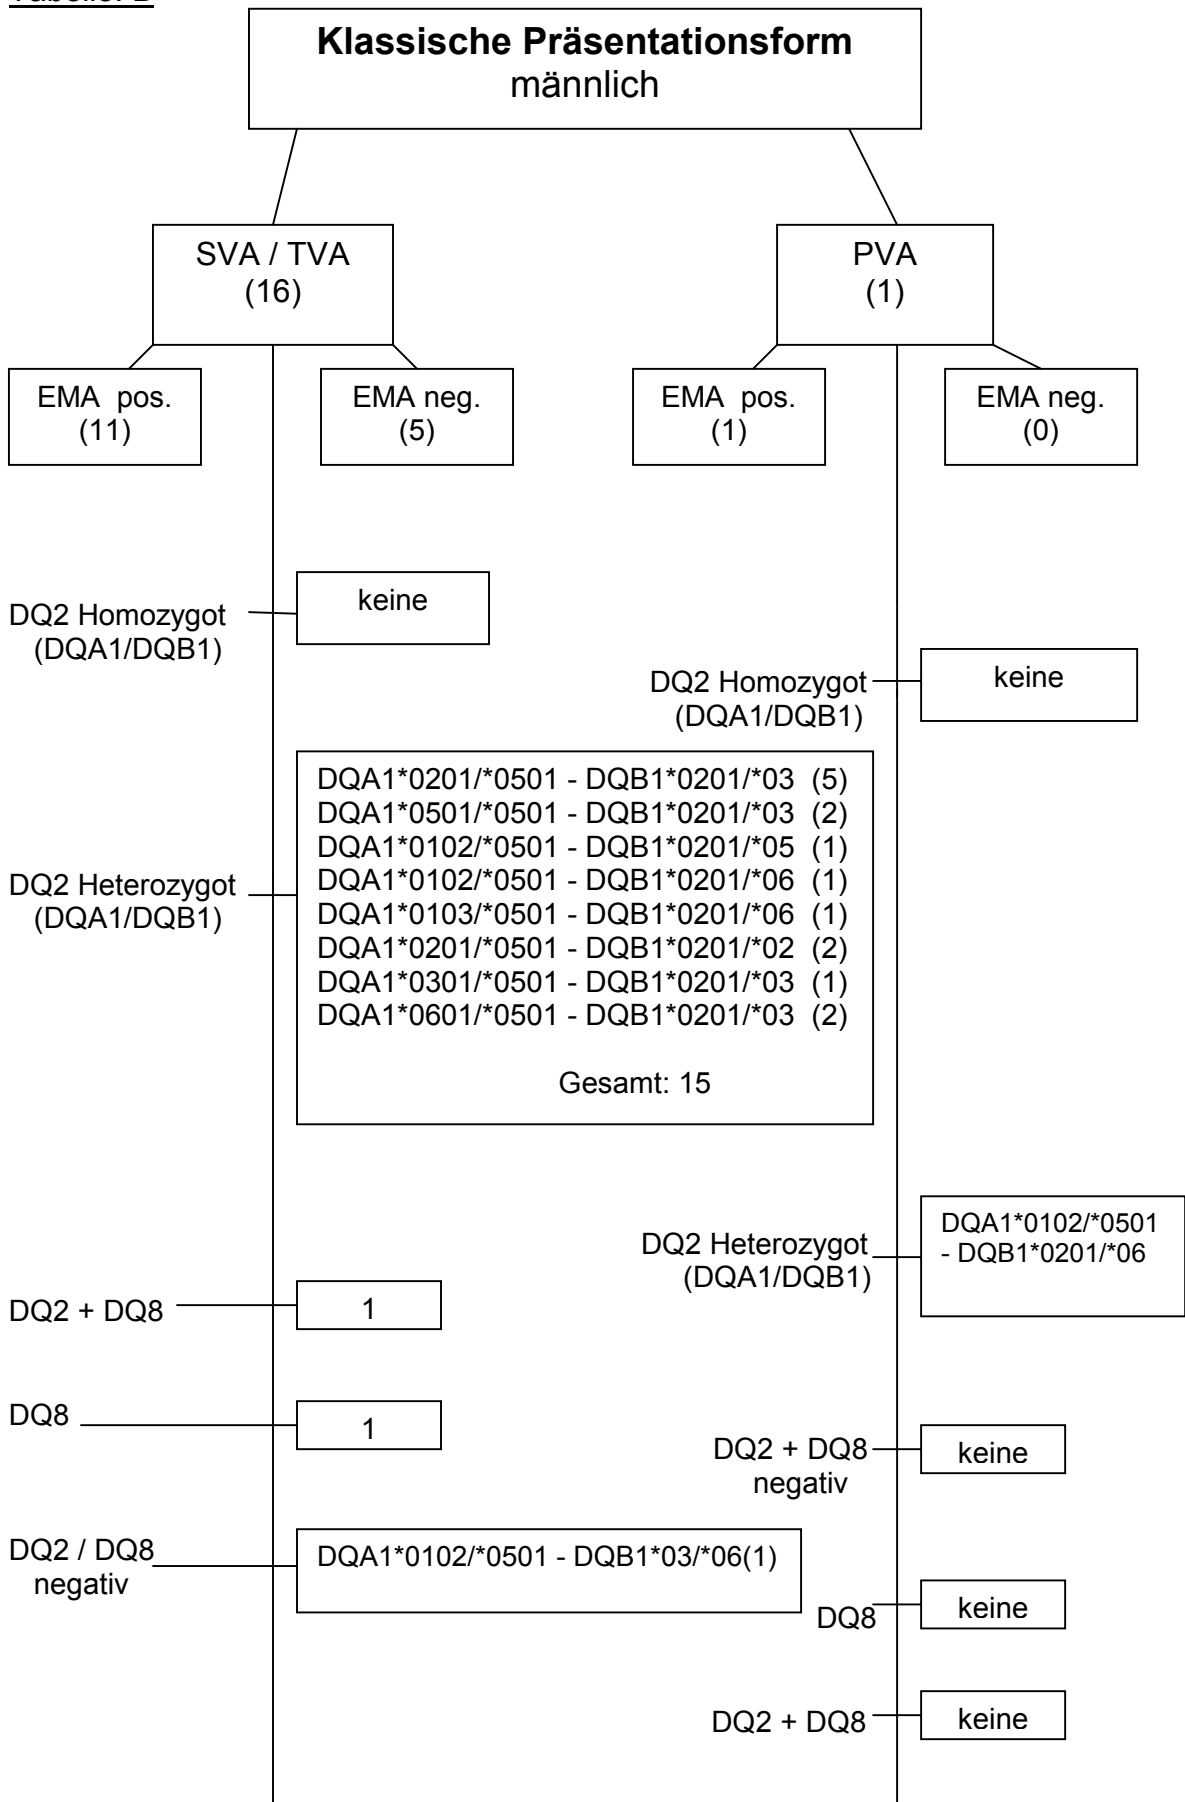 Klassische Präsentationsform
männlich
SVA / TVA
(16)
PVA
(1)
EMA pos.
(11)
EMA neg.
(5)
EMA pos.
(1)
EMA neg.
(0)
DQ2 Homozygot
(DQA1/DQB1)
keine
DQ2 Homozygot
(DQA1/DQB1)
keine
DQ2 Heterozygot
(DQA1/DQB1)
DQA1*0201/*0501 - DQB1*0201/*03 (5)
DQA1*0501/*0501 - DQB1*0201/*03 (2)
DQA1*0102/*0501 - DQB1*0201/*05 (1)
DQA1*0102/*0501 - DQB1*0201/*06 (1)
DQA1*0103/*0501 - DQB1*0201/*06 (1)
DQA1*0201/*0501 - DQB1*0201/*02 (2)
DQA1*0301/*0501 - DQB1*0201/*03 (1)
DQA1*0601/*0501 - DQB1*0201/*03 (2)
Gesamt: 15
DQ2 Heterozygot
(DQA1/DQB1)
DQA1*0102/*0501
- DQB1*0201/*06
DQ2 + DQ8
1
DQ8
1
DQ2 + DQ8
negativ
keine
DQ2 / DQ8
negativ
DQA1*0102/*0501 - DQB1*03/*06(1)
DQ8
keine
DQ2 + DQ8
keine